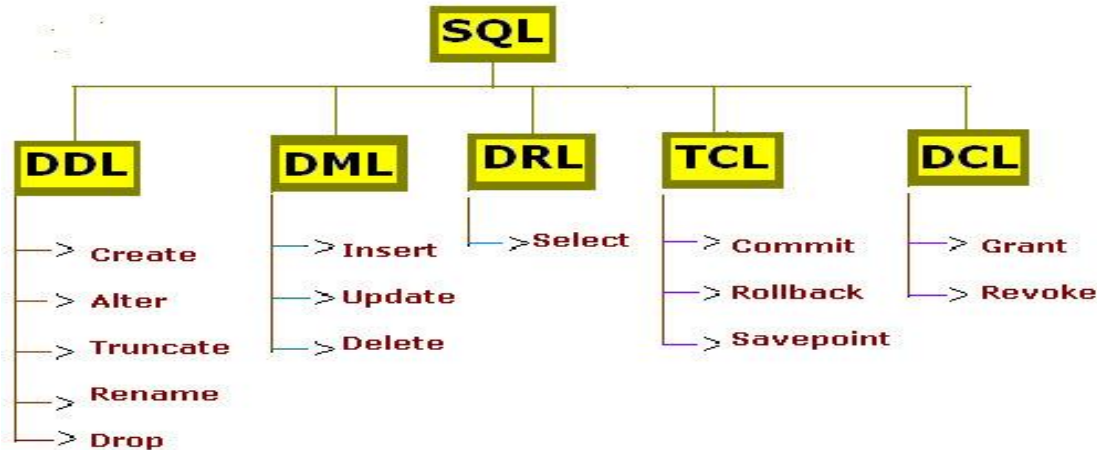 SQL
DDL
DML
DRL
TCL
DCL
Create
Alter
Truncate
Rename
Drop
Insert
Update
Delete
Select
Commit
Rollback
Savepoint
Grant
Revoke